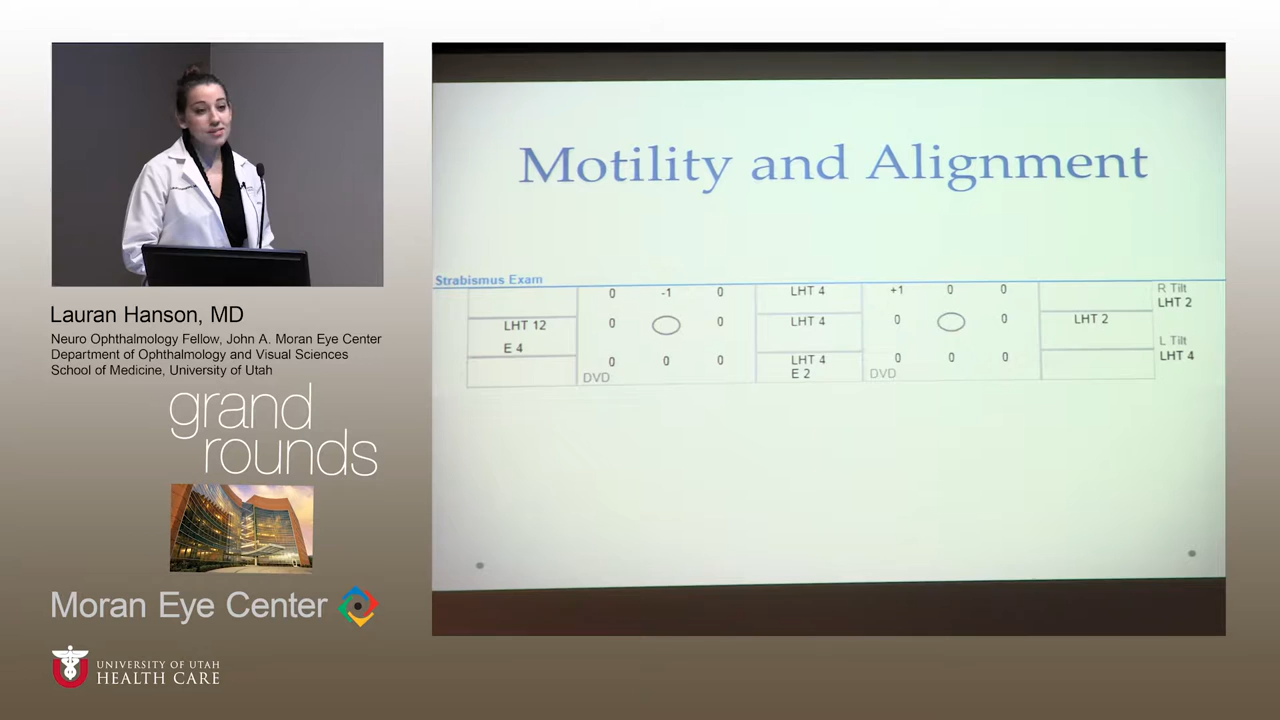 Motility and Alignment
Strabismus Exam
0 -1 0 LHT 4 +1 0 0 R Tilt
LHT 2
LHT 12 0 0 LHT 4 0 0 LHT 2
E 4
L Tilt
0 0 0 LHT 4 0 0 0 LHT 4
DVD E 2 DVD
Lauran Hanson, MD
Neuro Ophthalmology Fellow, John A. Moran Eye Center
Department of Ophthalmology and Visual Sciences
School of Medicine, University of Utah
grand
rounds
Moran Eye Center
UNIVERSITY OF UTAH
HEALTH CARE